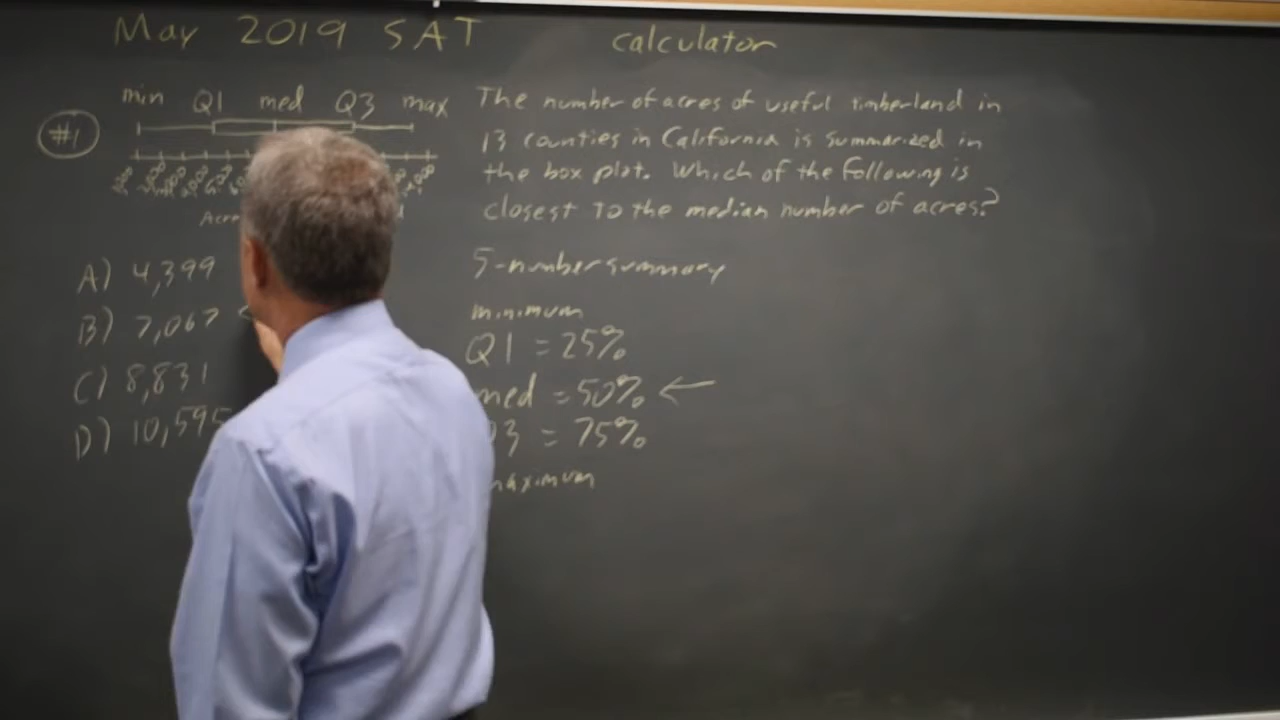 May 2019 SAT calculator
#1
min Q1 med Q3 max
Acre
A) 4,399
B) 7,067
C) 8,831
D) 10,595
The number of acres of useful timberland in
13 counties in California is summarized in
the box plot. Which of the following is
closest to the median number of acres?
5-number summary
minimum
Q1 = 25%
med = 50% ←
3 = 75%
maximum